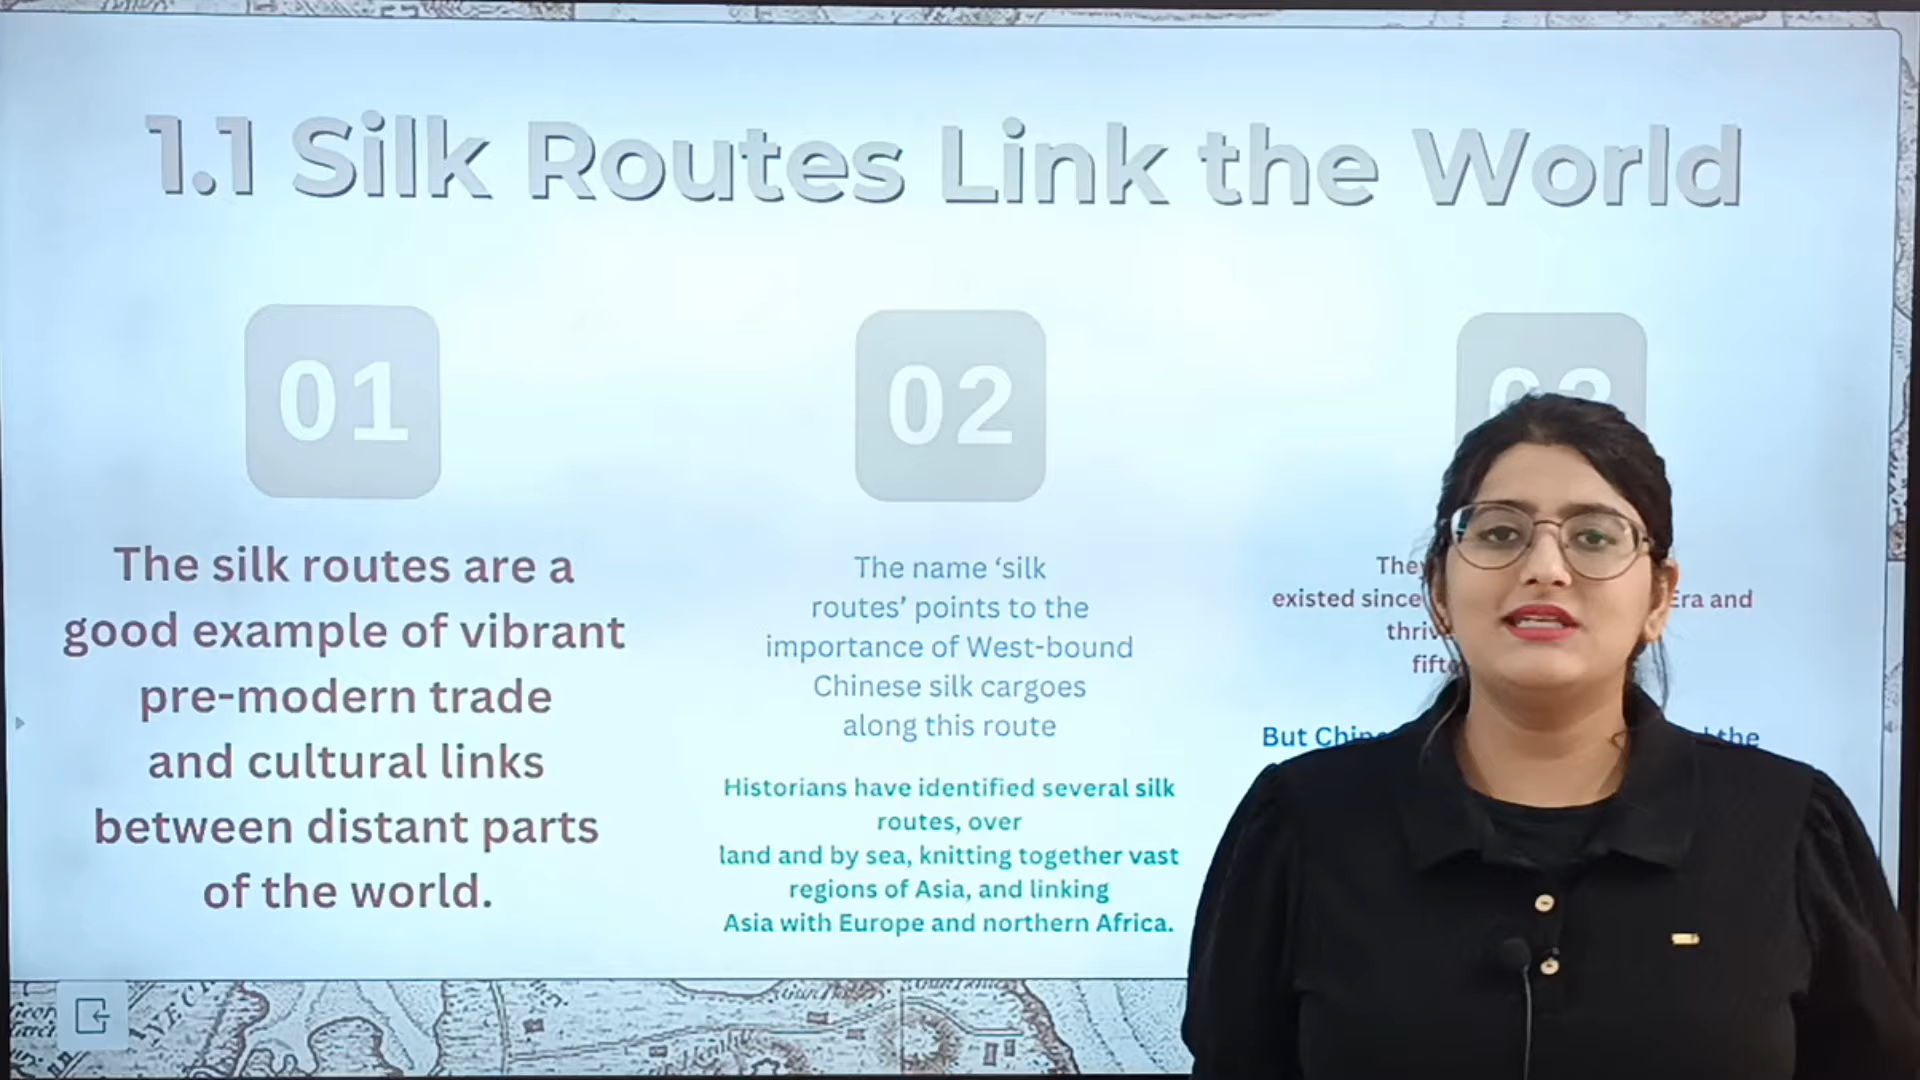 1.1 Silk Routes Link the World
01
The silk routes are a
good example of vibrant
pre-modern trade
and cultural links
between distant parts
of the world.
02
The name ‘silk
routes’ points to the
importance of West-bound
Chinese silk cargoes
along this route
Historians have identified several silk
routes, over
land and by sea, knitting together vast
regions of Asia, and linking
Asia with Europe and northern Africa.
existed since Era and
But the